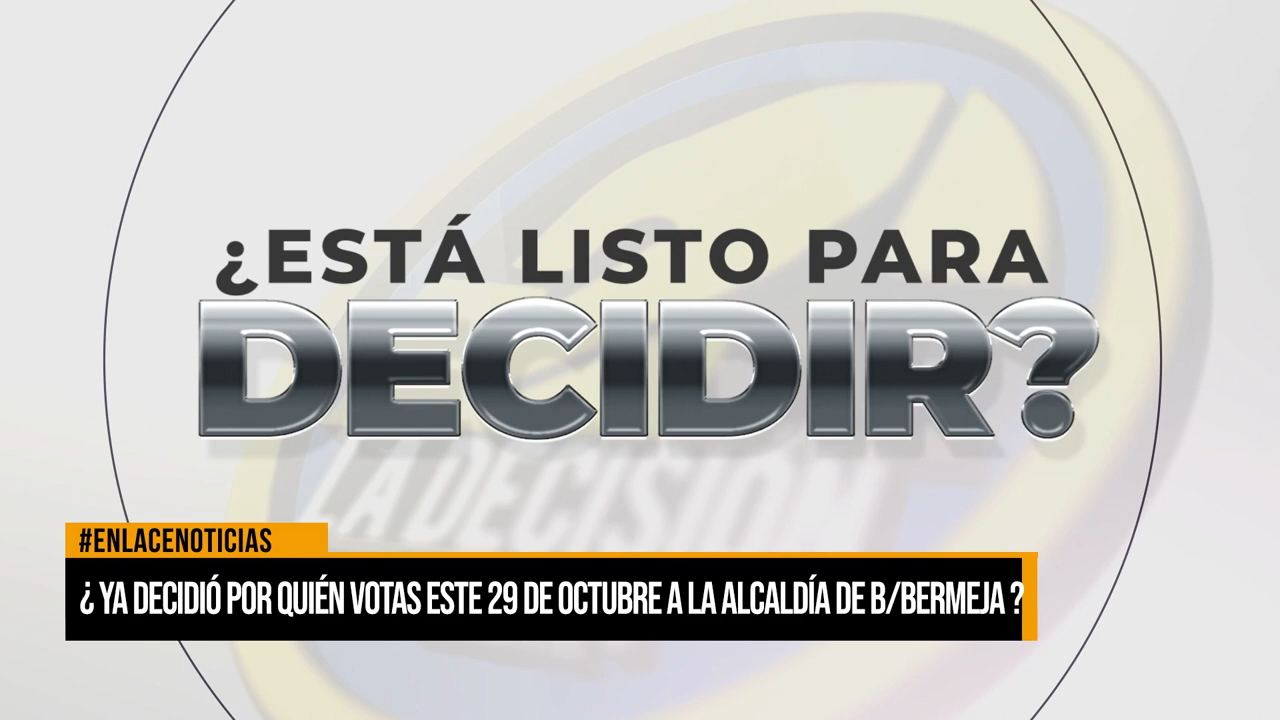 ¿ESTÁ LISTO PARA
DECIDIR?
LA DECISIÓN
#ENLACENOTICIAS
¿ YA DECIDIÓ POR QUIÉN VOTAS ESTE 29 DE OCTUBRE A LA ALCALDÍA DE B/BERMEJA ?